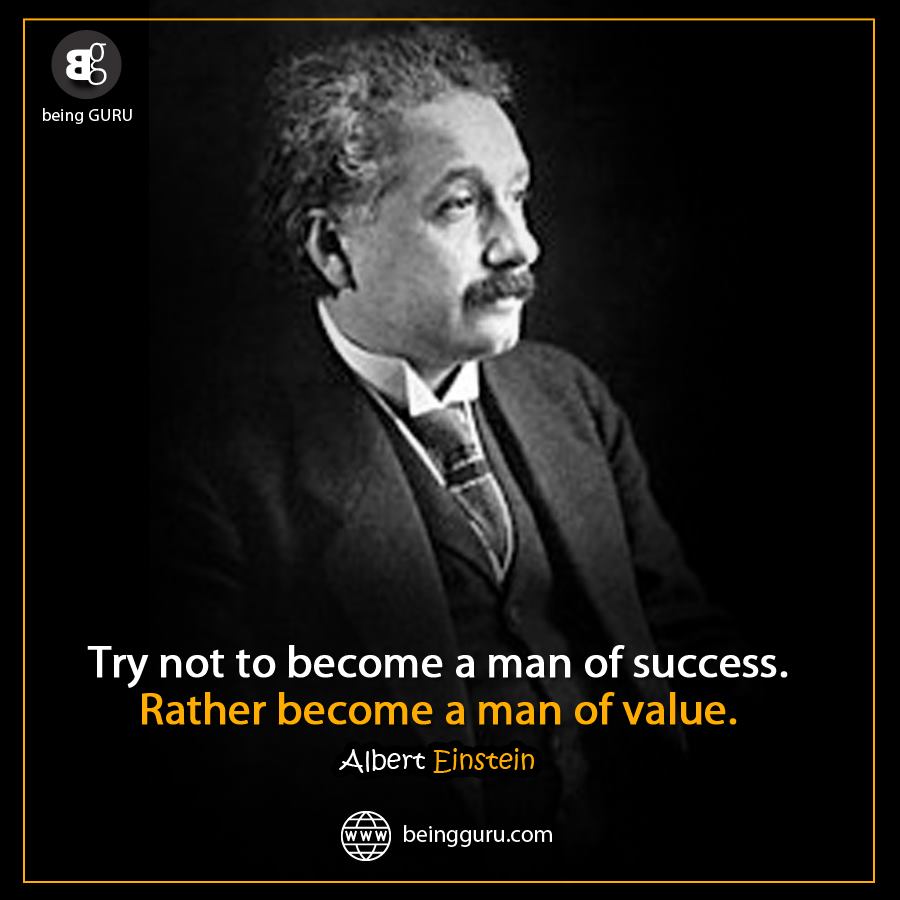 Bg
being GURU
Try not to become a man of success.
Rather become a man of value.
Albert Einstein
www beingguru.com